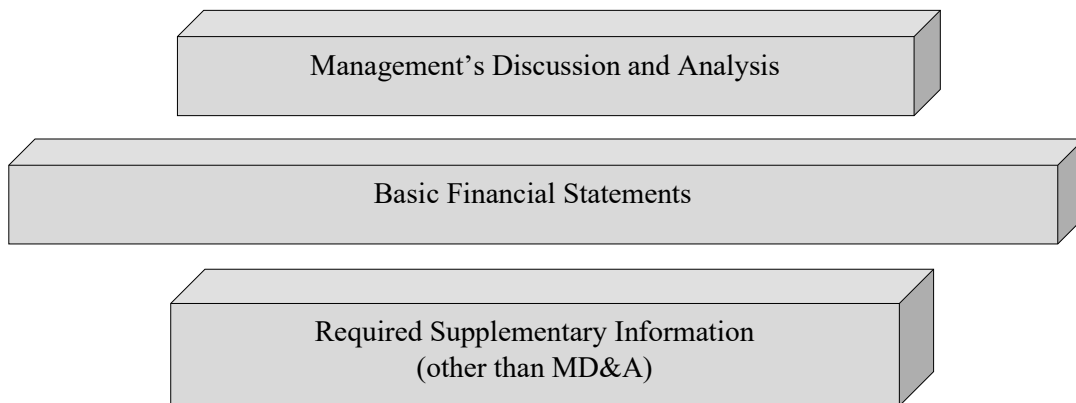 Management’s Discussion and Analysis
Basic Financial Statements
Required Supplementary Information
(other than MD&A)